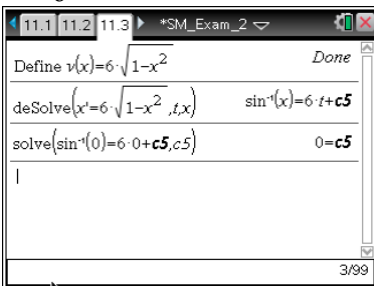 11.1 11.2 11.3 *SM_Exam_2
Define v(x)=6·√1−x² Done
deSolve(x'=6·√1−x² ,t,x) sin⁻¹(x)=6·t+c5
solve(sin⁻¹(0)=6·0+c5,c5) 0=c5
3/99